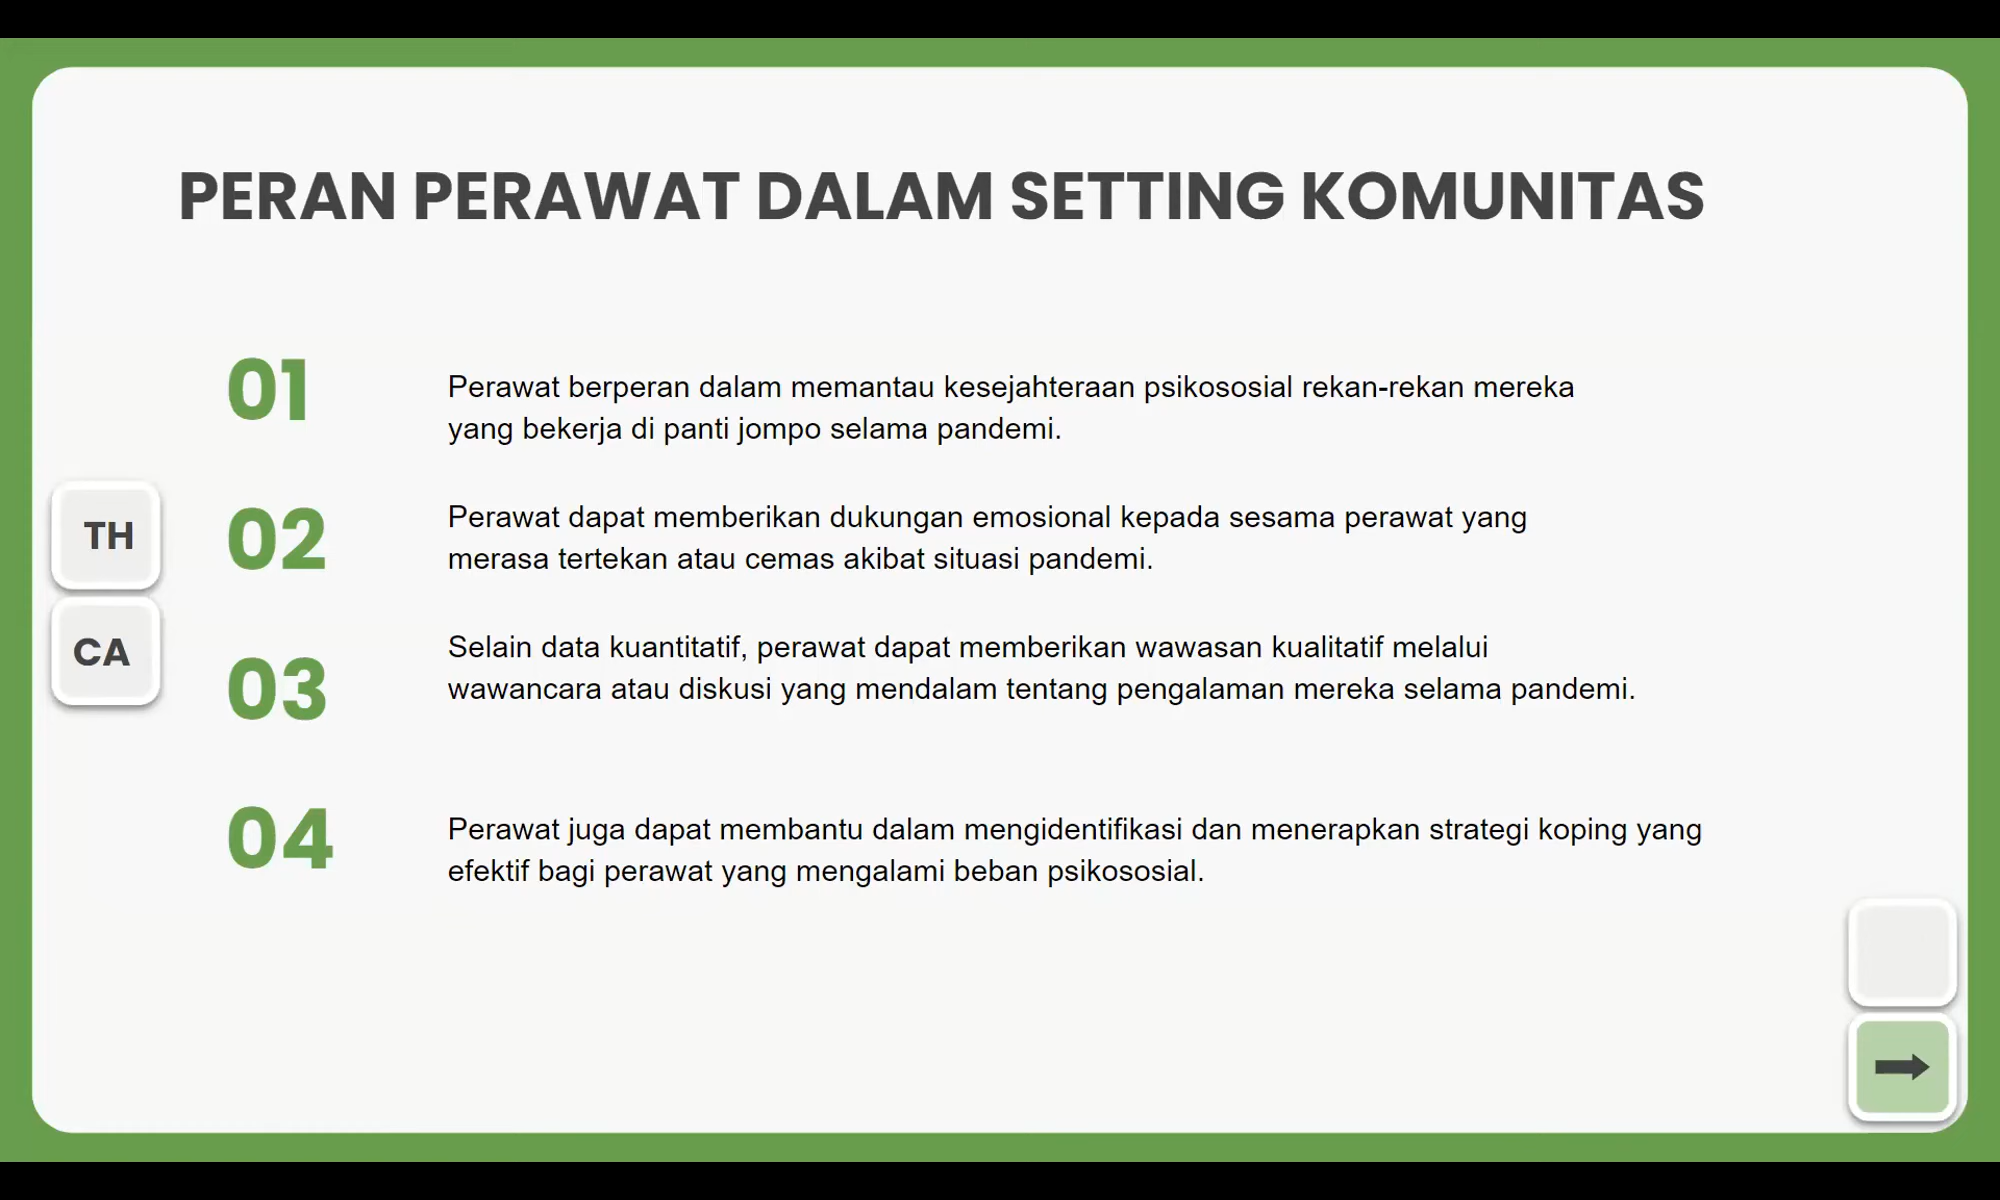 PERAN PERAWAT DALAM SETTING KOMUNITAS
01
Perawat berperan dalam memantau kesejahteraan psikososial rekan-rekan mereka
yang bekerja di panti jompo selama pandemi.
02
Perawat dapat memberikan dukungan emosional kepada sesama perawat yang
merasa tertekan atau cemas akibat situasi pandemi.
03
Selain data kuantitatif, perawat dapat memberikan wawasan kualitatif melalui
wawancara atau diskusi yang mendalam tentang pengalaman mereka selama pandemi.
04
Perawat juga dapat membantu dalam mengidentifikasi dan menerapkan strategi koping yang
efektif bagi perawat yang mengalami beban psikososial.
TH
CA